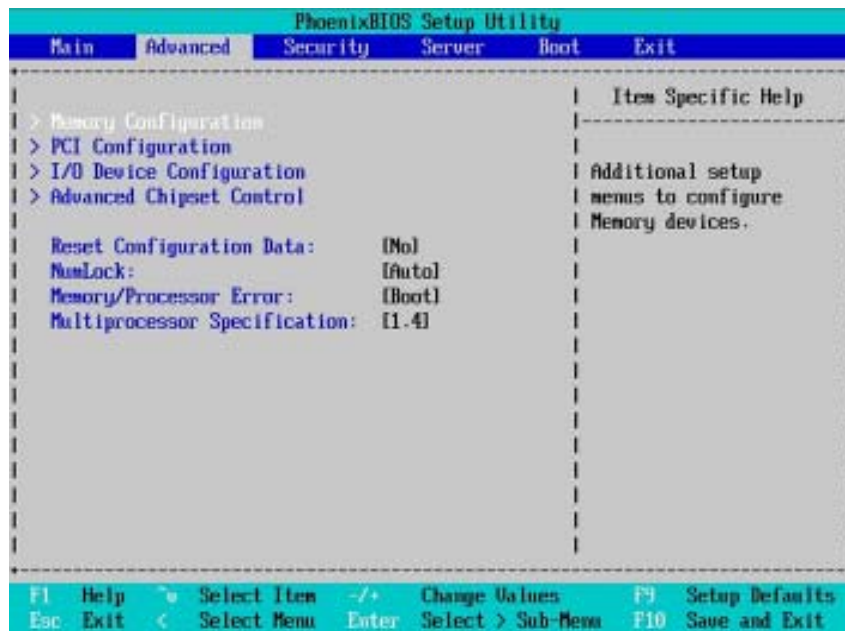 PhoenixBIOS Setup Utility
Main Advanced Security Server Boot Exit
Item Specific Help
> Memory Configuration
> PCI Configuration
> I/O Device Configuration
> Advanced Chipset Control
Additional setup
menus to configure
Memory devices.
Reset Configuration Data: [No]
NumLock: [Auto]
Memory/Processor Error: [Boot]
Multiprocessor Specification: [1.4]
F1 Help ^v Select Item -/+ Change Values F9 Setup Defaults
Esc Exit < Select Menu Enter Select > Sub-Menu F10 Save and Exit